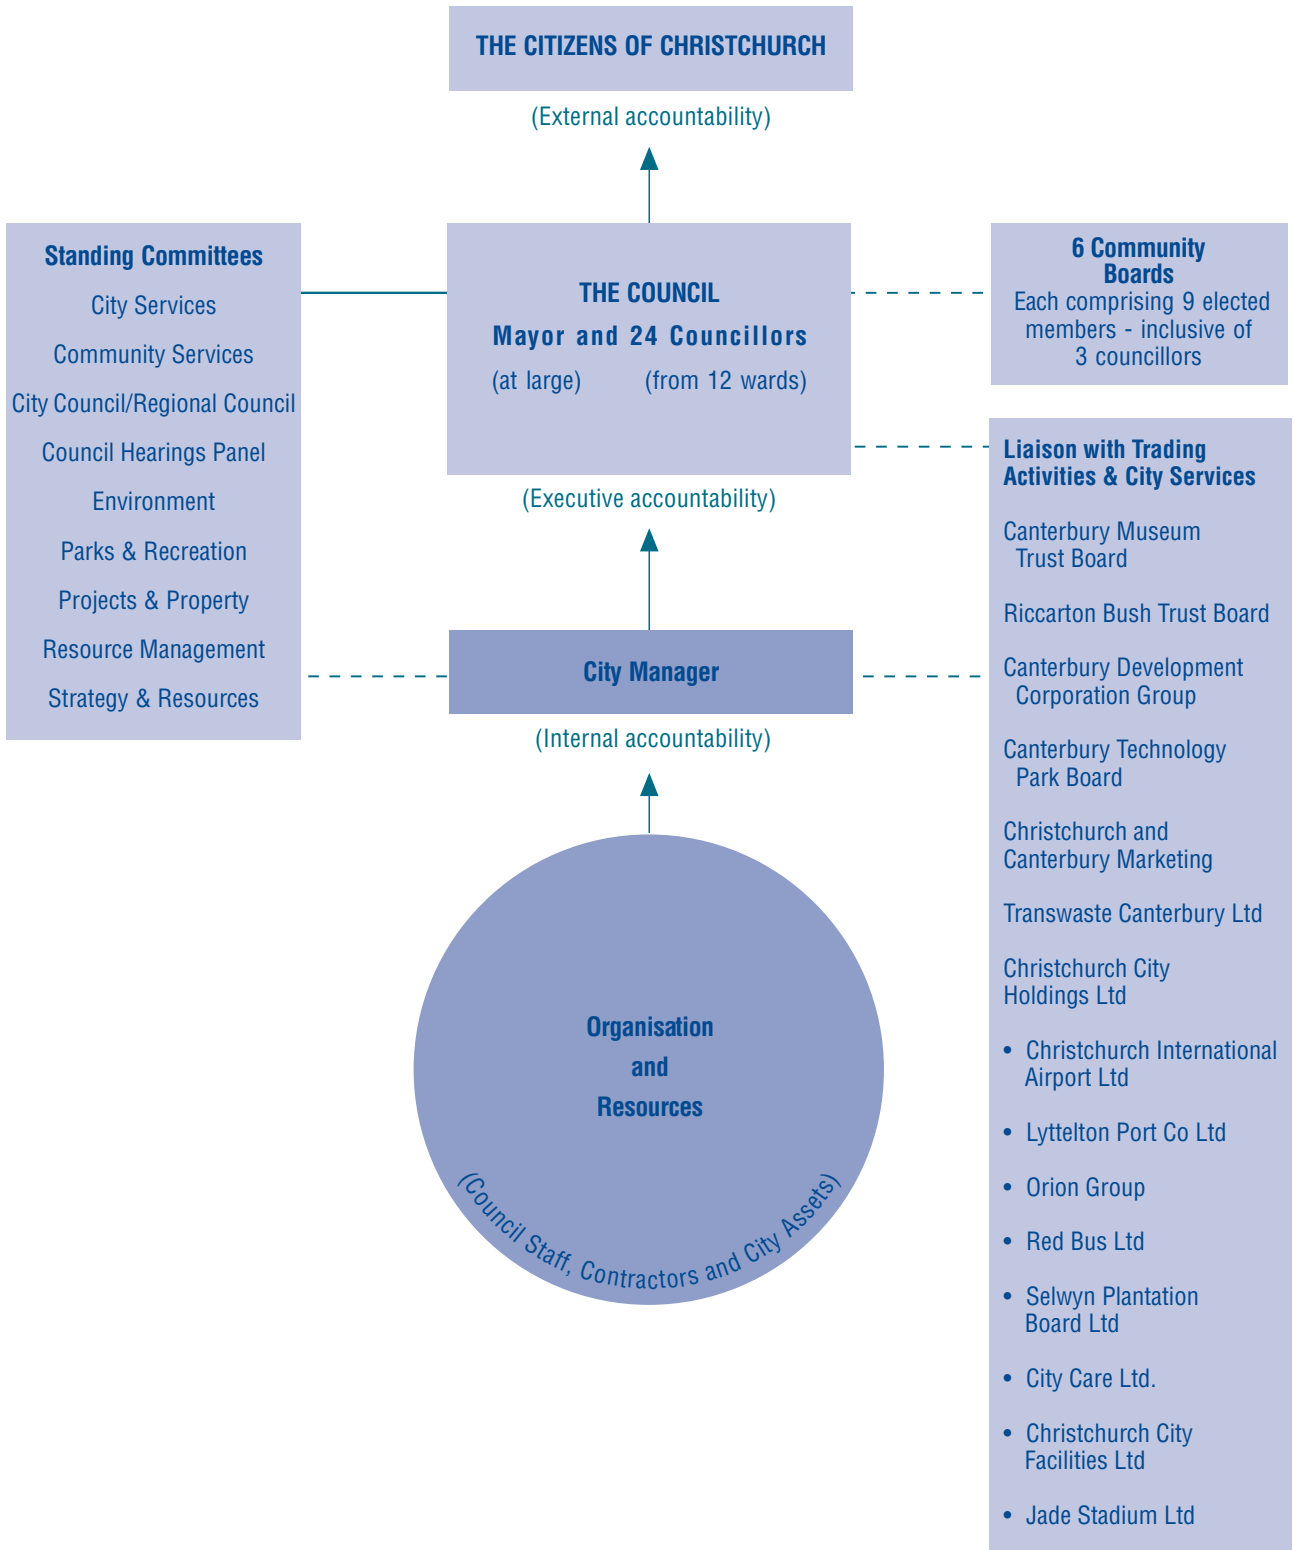 THE CITIZENS OF CHRISTCHURCH
(External accountability)
Standing Committees
City Services
Community Services
City Council/Regional Council
Council Hearings Panel
Environment
Parks & Recreation
Projects & Property
Resource Management
Strategy & Resources
THE COUNCIL
Mayor and 24 Councillors
(at large) (from 12 wards)
(Executive accountability)
6 Community
Boards
Each comprising 9 elected
members - inclusive of
3 councillors
City Manager
(Internal accountability)
Organisation
and
Resources
(Council Staff, Contractors and City Assets)
Liaison with Trading
Activities & City Services
Canterbury Museum
Trust Board
Riccarton Bush Trust Board
Canterbury Development
Corporation Group
Canterbury Technology
Park Board
Christchurch and
Canterbury Marketing
Transwaste Canterbury Ltd
Christchurch City
Holdings Ltd
• Christchurch International
Airport Ltd
• Lyttelton Port Co Ltd
• Orion Group
• Red Bus Ltd
• Selwyn Plantation
Board Ltd
• City Care Ltd.
• Christchurch City
Facilities Ltd
• Jade Stadium Ltd